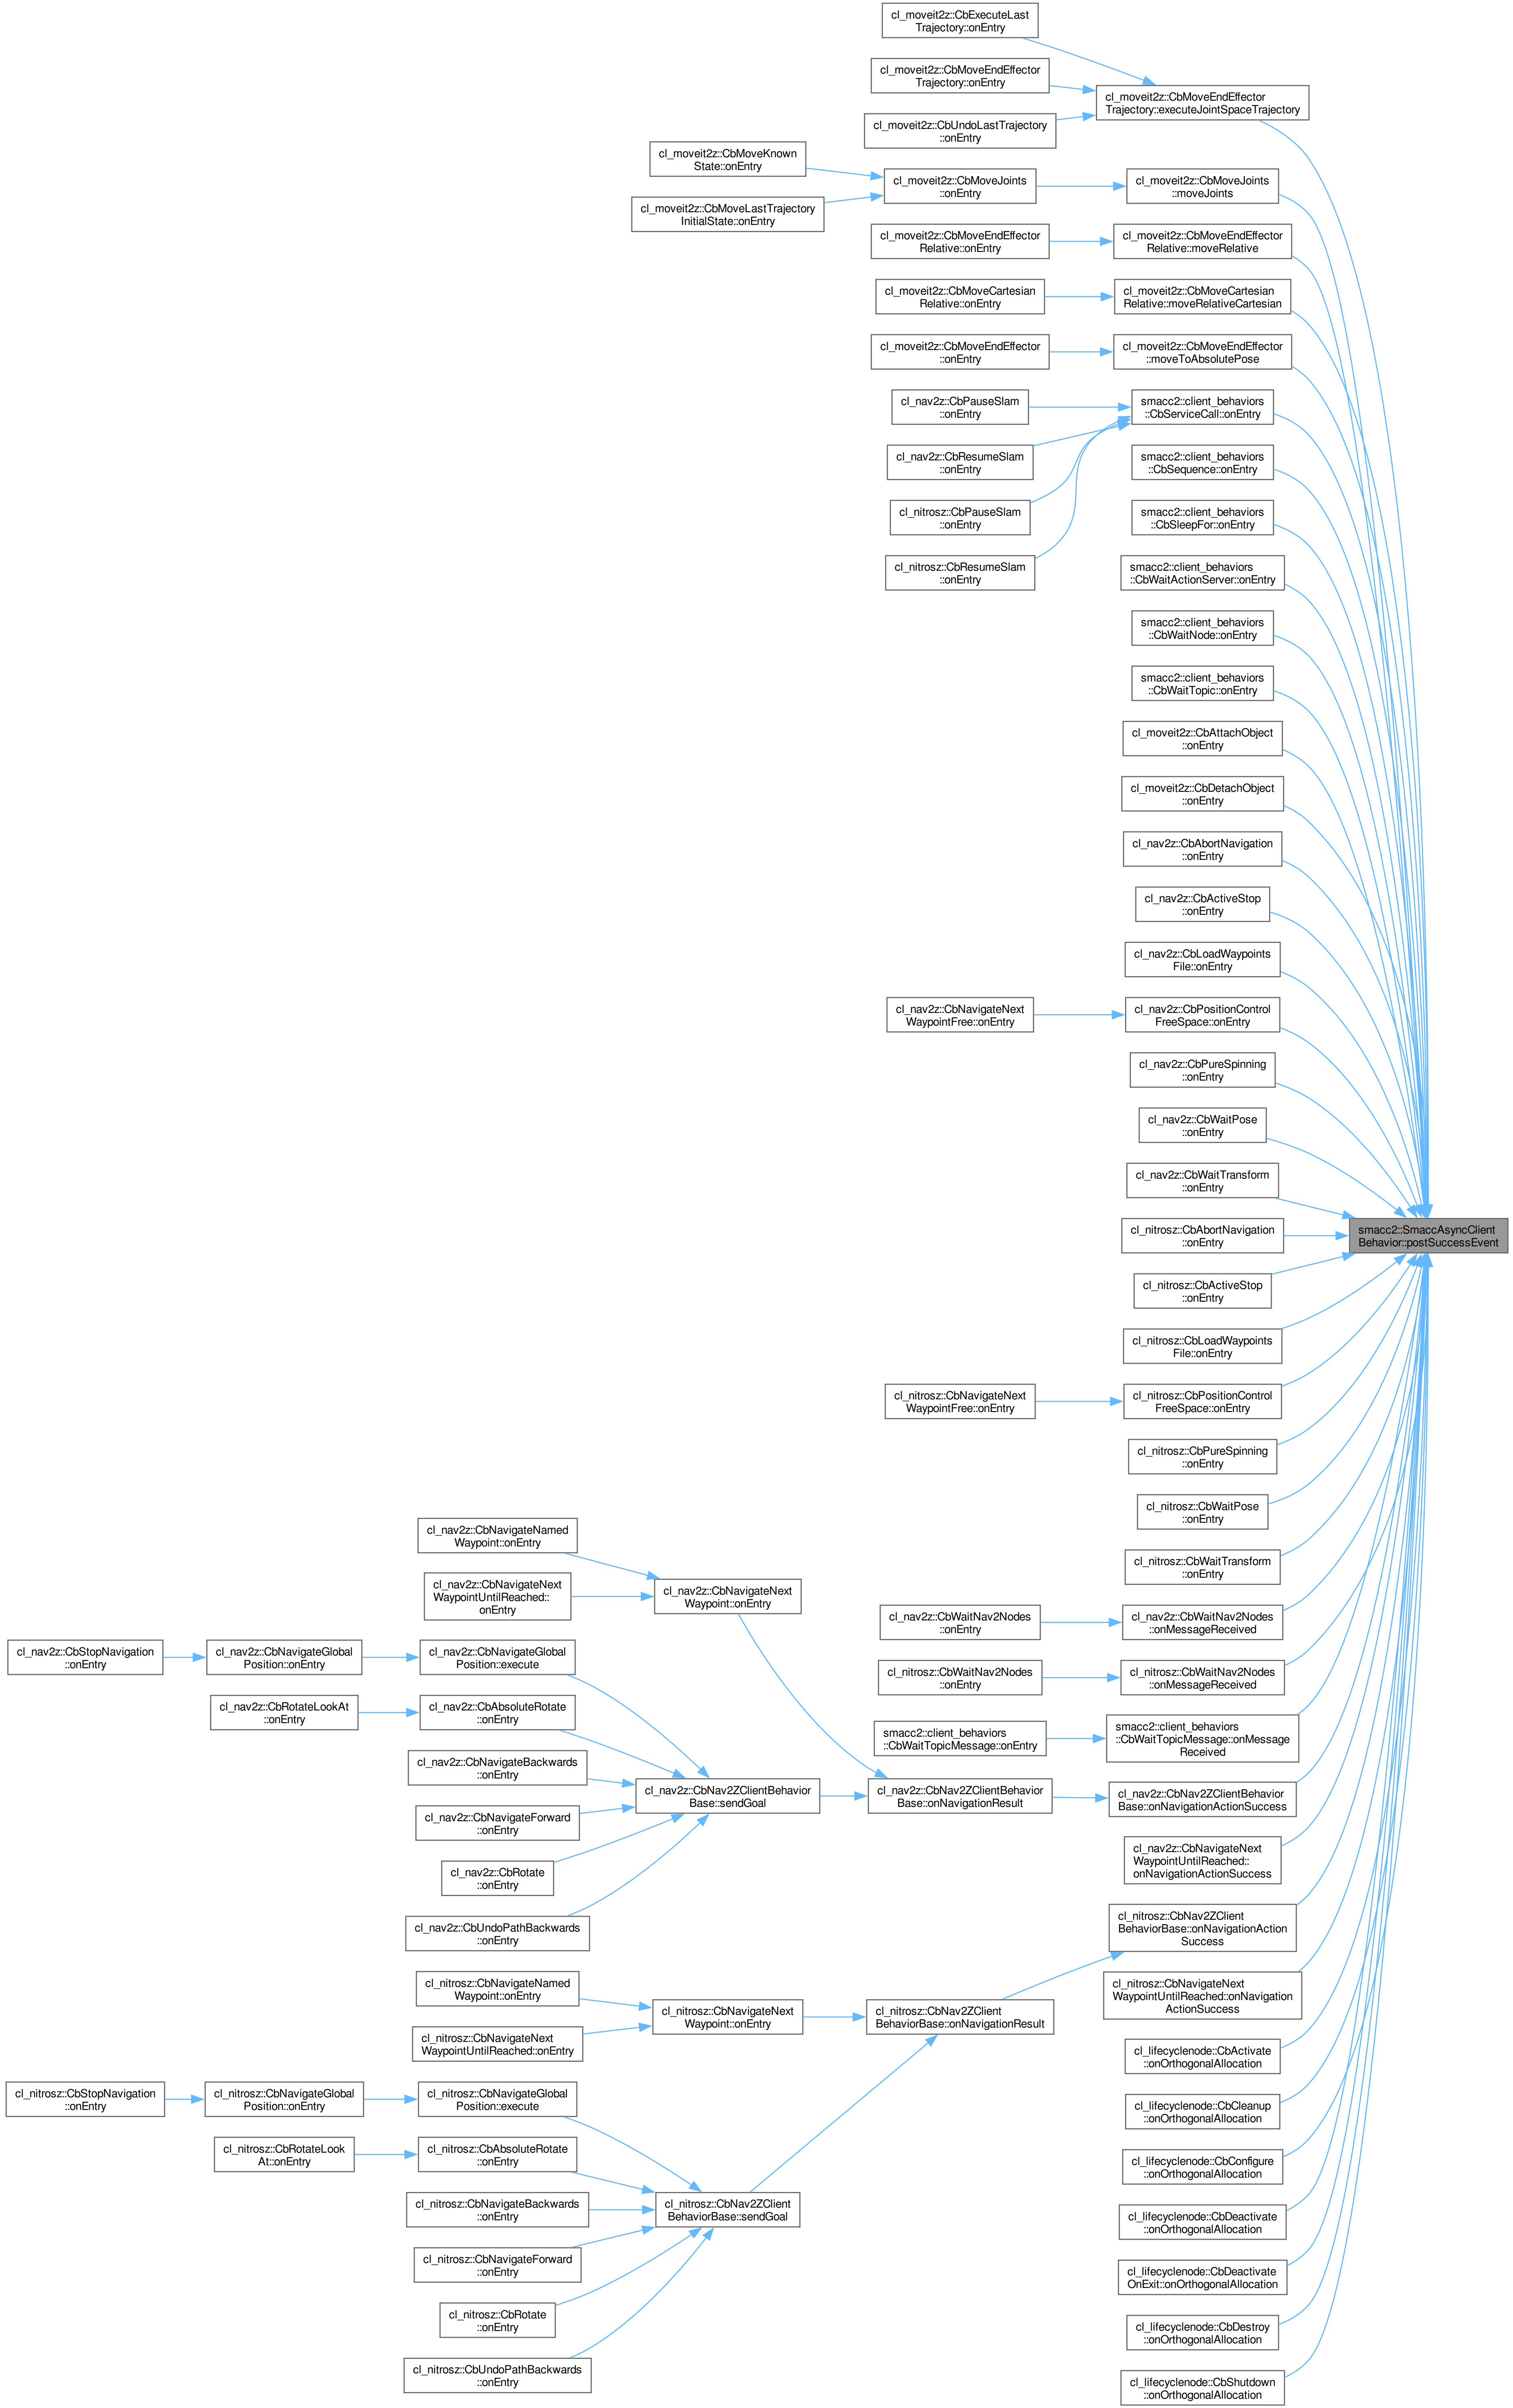 cl_moveit2z::CbExecuteLast
Trajectory::onEntry
cl_moveit2z::CbMoveEndEffector
Trajectory::onEntry
cl_moveit2z::CbMoveEndEffector
Trajectory::executeJointSpaceTrajectory
cl_moveit2z::CbUndoLastTrajectory
::onEntry
cl_moveit2z::CbMoveKnown
State::onEntry
cl_moveit2z::CbMoveLastTrajectory
InitialState::onEntry
cl_moveit2z::CbMoveJoints
::onEntry
cl_moveit2z::CbMoveJoints
::moveJoints
cl_moveit2z::CbMoveEndEffector
Relative::onEntry
cl_moveit2z::CbMoveEndEffector
Relative::moveRelative
cl_moveit2z::CbMoveCartesian
Relative::onEntry
cl_moveit2z::CbMoveCartesian
Relative::moveRelativeCartesian
cl_moveit2z::CbMoveEndEffector
::onEntry
cl_moveit2z::CbMoveEndEffector
::moveToAbsolutePose
cl_nav2z::CbPauseSlam
::onEntry
smacc2::client_behaviors
::CbServiceCall::onEntry
cl_nav2z::CbResumeSlam
::onEntry
smacc2::client_behaviors
::CbSequence::onEntry
cl_nitrosz::CbPauseSlam
::onEntry
smacc2::client_behaviors
::CbSleepFor::onEntry
cl_nitrosz::CbResumeSlam
::onEntry
smacc2::client_behaviors
::CbWaitActionServer::onEntry
smacc2::client_behaviors
::CbWaitNode::onEntry
smacc2::client_behaviors
::CbWaitTopic::onEntry
cl_moveit2z::CbAttachObject
::onEntry
cl_moveit2z::CbDetachObject
::onEntry
cl_nav2z::CbAbortNavigation
::onEntry
cl_nav2z::CbActiveStop
::onEntry
cl_nav2z::CbLoadWaypoints
File::onEntry
cl_nav2z::CbNavigateNext
WaypointFree::onEntry
cl_nav2z::CbPositionControl
FreeSpace::onEntry
cl_nav2z::CbPureSpinning
::onEntry
cl_nav2z::CbWaitPose
::onEntry
cl_nav2z::CbWaitTransform
::onEntry
cl_nitrosz::CbAbortNavigation
::onEntry
smacc2::SmaccAsyncClient
Behavior::postSuccessEvent
cl_nitrosz::CbActiveStop
::onEntry
cl_nitrosz::CbLoadWaypoints
File::onEntry
cl_nitrosz::CbNavigateNext
WaypointFree::onEntry
cl_nitrosz::CbPositionControl
FreeSpace::onEntry
cl_nitrosz::CbPureSpinning
::onEntry
cl_nitrosz::CbWaitPose
::onEntry
cl_nitrosz::CbWaitTransform
::onEntry
cl_nav2z::CbNavigateNamed
Waypoint::onEntry
cl_nav2z::CbNavigateNext
WaypointUntilReached::
onEntry
cl_nav2z::CbNavigateNext
Waypoint::onEntry
cl_nav2z::CbWaitNav2Nodes
::onEntry
cl_nav2z::CbWaitNav2Nodes
::onMessageReceived
cl_nav2z::CbStopNavigation
::onEntry
cl_nav2z::CbNavigateGlobal
Position::onEntry
cl_nav2z::CbNavigateGlobal
Position::execute
cl_nitrosz::CbWaitNav2Nodes
::onEntry
cl_nitrosz::CbWaitNav2Nodes
::onMessageReceived
cl_nav2z::CbRotateLookAt
::onEntry
cl_nav2z::CbAbsoluteRotate
::onEntry
smacc2::client_behaviors
::CbWaitTopicMessage::onEntry
smacc2::client_behaviors
::CbWaitTopicMessage::onMessage
Received
cl_nav2z::CbNavigateBackwards
::onEntry
cl_nav2z::CbNav2ZClientBehavior
Base::sendGoal
cl_nav2z::CbNav2ZClientBehavior
Base::onNavigationResult
cl_nav2z::CbNav2ZClientBehavior
Base::onNavigationActionSuccess
cl_nav2z::CbNavigateForward
::onEntry
cl_nav2z::CbNavigateNext
WaypointUntilReached::
onNavigationActionSuccess
cl_nav2z::CbRotate
::onEntry
cl_nav2z::CbUndoPathBackwards
::onEntry
cl_nitrosz::CbNav2ZClient
BehaviorBase::onNavigationAction
Success
cl_nitrosz::CbNavigateNamed
Waypoint::onEntry
cl_nitrosz::CbNavigateNext
WaypointUntilReached::onNavigation
ActionSuccess
cl_nitrosz::CbNavigateNext
WaypointUntilReached::onEntry
cl_nitrosz::CbNavigateNext
Waypoint::onEntry
cl_nitrosz::CbNav2ZClient
BehaviorBase::onNavigationResult
cl_lifecyclenode::CbActivate
::onOrthogonalAllocation
cl_nitrosz::CbStopNavigation
::onEntry
cl_nitrosz::CbNavigateGlobal
Position::onEntry
cl_nitrosz::CbNavigateGlobal
Position::execute
cl_lifecyclenode::CbCleanup
::onOrthogonalAllocation
cl_nitrosz::CbRotateLook
At::onEntry
cl_nitrosz::CbAbsoluteRotate
::onEntry
cl_lifecyclenode::CbConfigure
::onOrthogonalAllocation
cl_nitrosz::CbNavigateBackwards
::onEntry
cl_nitrosz::CbNav2ZClient
BehaviorBase::sendGoal
cl_lifecyclenode::CbDeactivate
::onOrthogonalAllocation
cl_nitrosz::CbNavigateForward
::onEntry
cl_lifecyclenode::CbDeactivate
OnExit::onOrthogonalAllocation
cl_nitrosz::CbRotate
::onEntry
cl_lifecyclenode::CbDestroy
::onOrthogonalAllocation
cl_nitrosz::CbUndoPathBackwards
::onEntry
cl_lifecyclenode::CbShutdown
::onOrthogonalAllocation